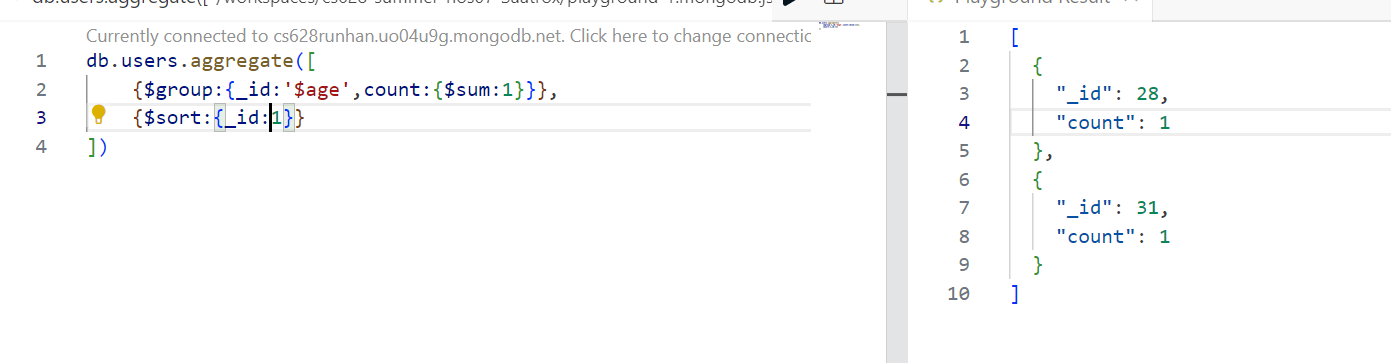 Currently connected to cs628runhan.uo04u9g.mongodb.net. Click here to change connectic
1 db.users.aggregate([
2 {$group:{_id:'$age',count:{$sum:1}}},
3 {$sort:{_id:1}}
4 ])
1 [
2 {
3 "_id": 28,
4 "count": 1
5 },
6 {
7 "_id": 31,
8 "count": 1
9 }
10 ]